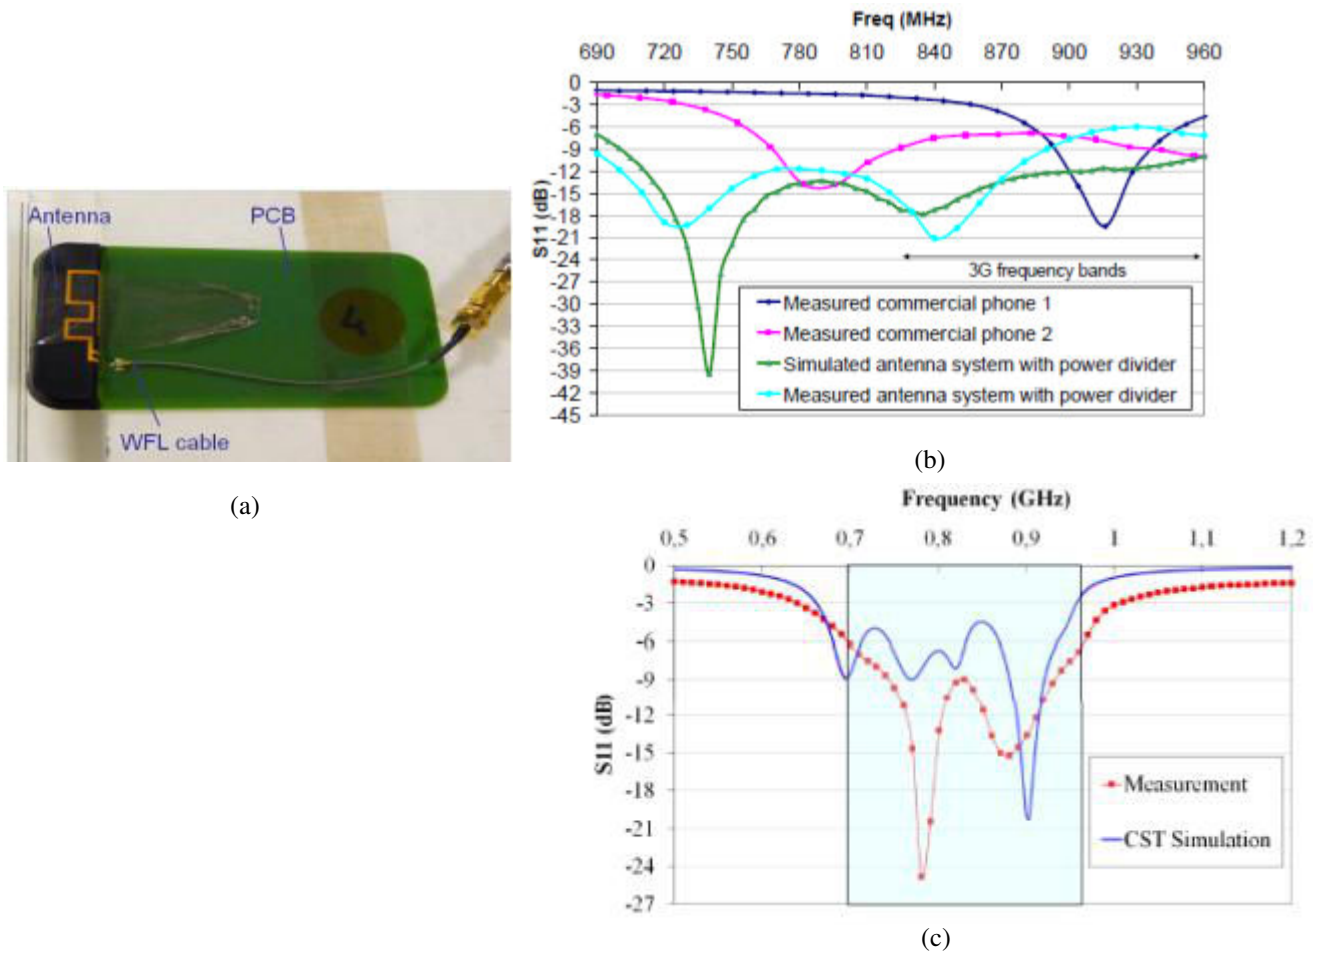 Antenna
PCB
4
WFL cable
(a)
Freq (MHz)
690 720 750 780 810 840 870 900 930 960
0
-3
-6
-9
-12
-15
-18
-21
-24
-27
-30
-33
-36
-39
-42
-45
S11 (dB)
3G frequency bands
Measured commercial phone 1
Measured commercial phone 2
Simulated antenna system with power divider
Measured antenna system with power divider
(b)
Frequency (GHz)
0,5 0,6 0,7 0,8 0,9 1 1,1 1,2
0
-3
-6
-9
-12
-15
-18
-21
-24
-27
S11 (dB)
Measurement
CST Simulation
(c)